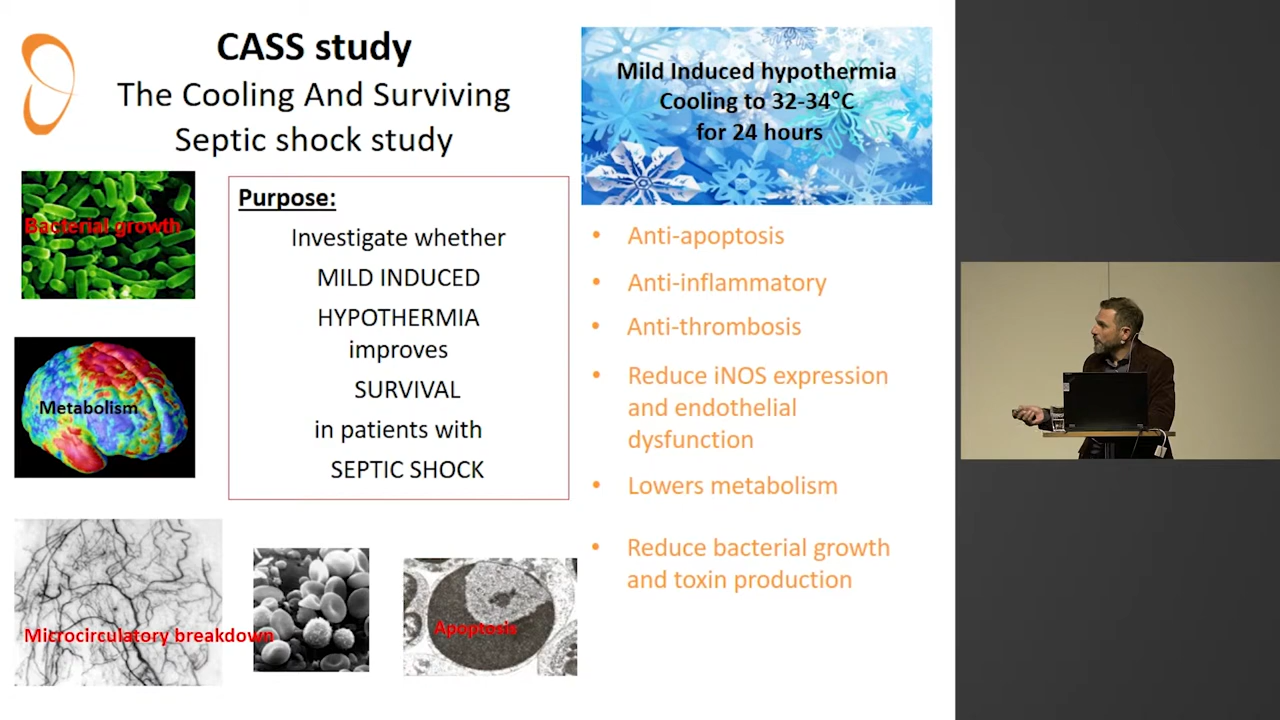 CASS study
The Cooling And Surviving
Septic shock study
Bacterial growth
Metabolism
Microcirculatory breakdown
Apoptosis
Purpose:
Investigate whether
MILD INDUCED
HYPOTHERMIA
improves
SURVIVAL
in patients with
SEPTIC SHOCK
Mild Induced hypothermia
Cooling to 32-34°C
for 24 hours
• Anti-apoptosis
• Anti-inflammatory
• Anti-thrombosis
• Reduce iNOS expression
and endothelial
dysfunction
• Lowers metabolism
• Reduce bacterial growth
and toxin production